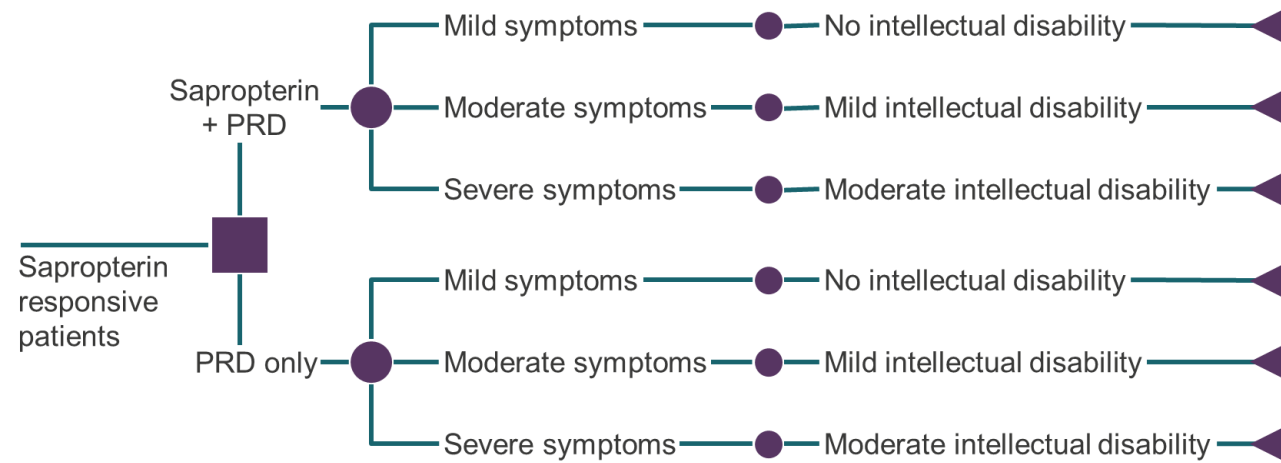 Mild symptoms
No intellectual disability
Sapropterin
+ PRD
Moderate symptoms
Mild intellectual disability
Severe symptoms
Moderate intellectual disability
Sapropterin
responsive
patients
Mild symptoms
No intellectual disability
PRD only
Moderate symptoms
Mild intellectual disability
Severe symptoms
Moderate intellectual disability